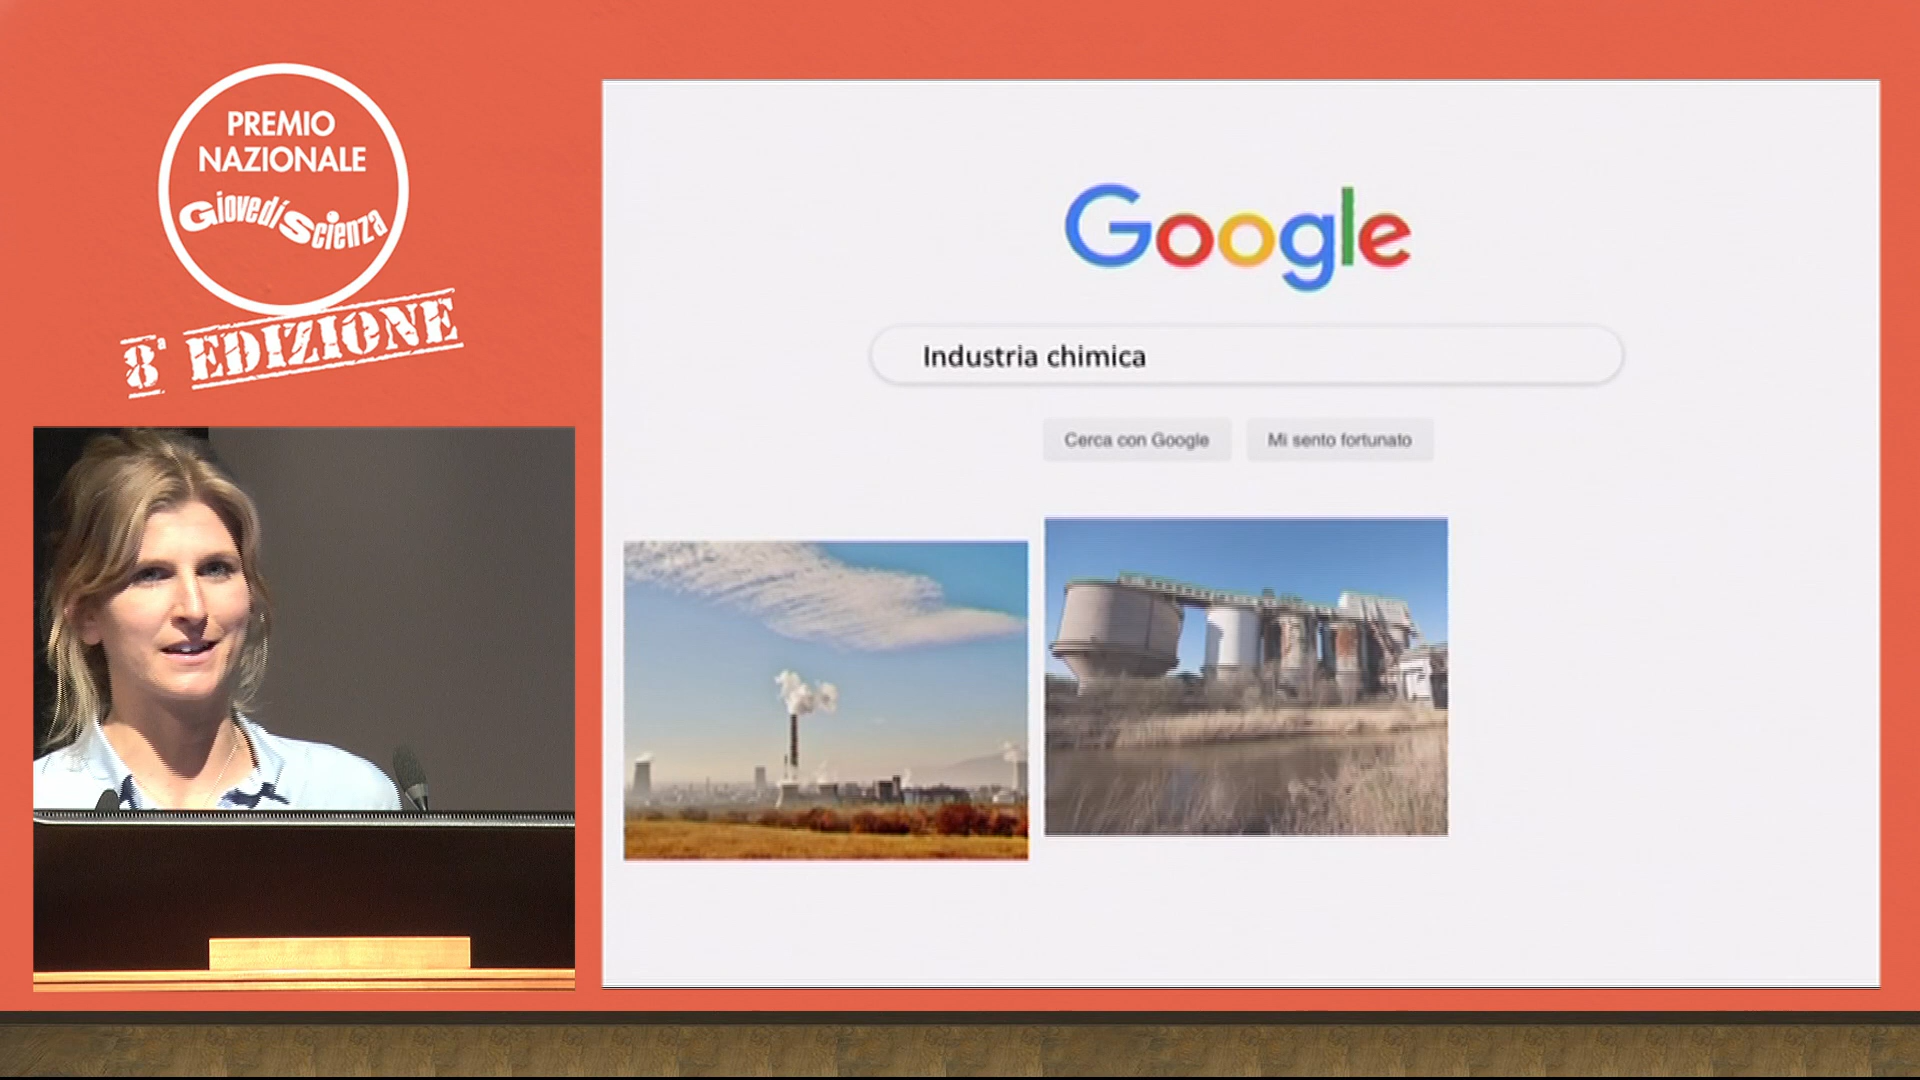 PREMIO
NAZIONALE
GiovedìScienza
8ª EDIZIONE
Google
Industria chimica
Cerca con Google
Mi sento fortunato